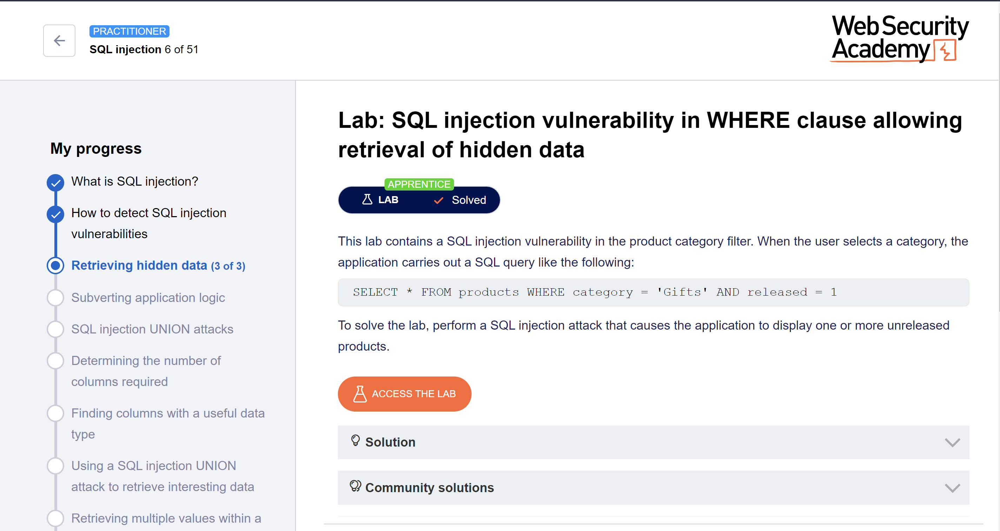 PRACTITIONER
SQL injection 6 of 51
Web Security
Academy
My progress
What is SQL injection?
How to detect SQL injection
vulnerabilities
Retrieving hidden data (3 of 3)
Subverting application logic
SQL injection UNION attacks
Determining the number of
columns required
Finding columns with a useful data
type
Using a SQL injection UNION
attack to retrieve interesting data
Retrieving multiple values within a
Lab: SQL injection vulnerability in WHERE clause allowing
retrieval of hidden data
APPRENTICE
LAB Solved
This lab contains a SQL injection vulnerability in the product category filter. When the user selects a category, the
application carries out a SQL query like the following:
SELECT * FROM products WHERE category = 'Gifts' AND released = 1
To solve the lab, perform a SQL injection attack that causes the application to display one or more unreleased
products.
ACCESS THE LAB
Solution
Community solutions